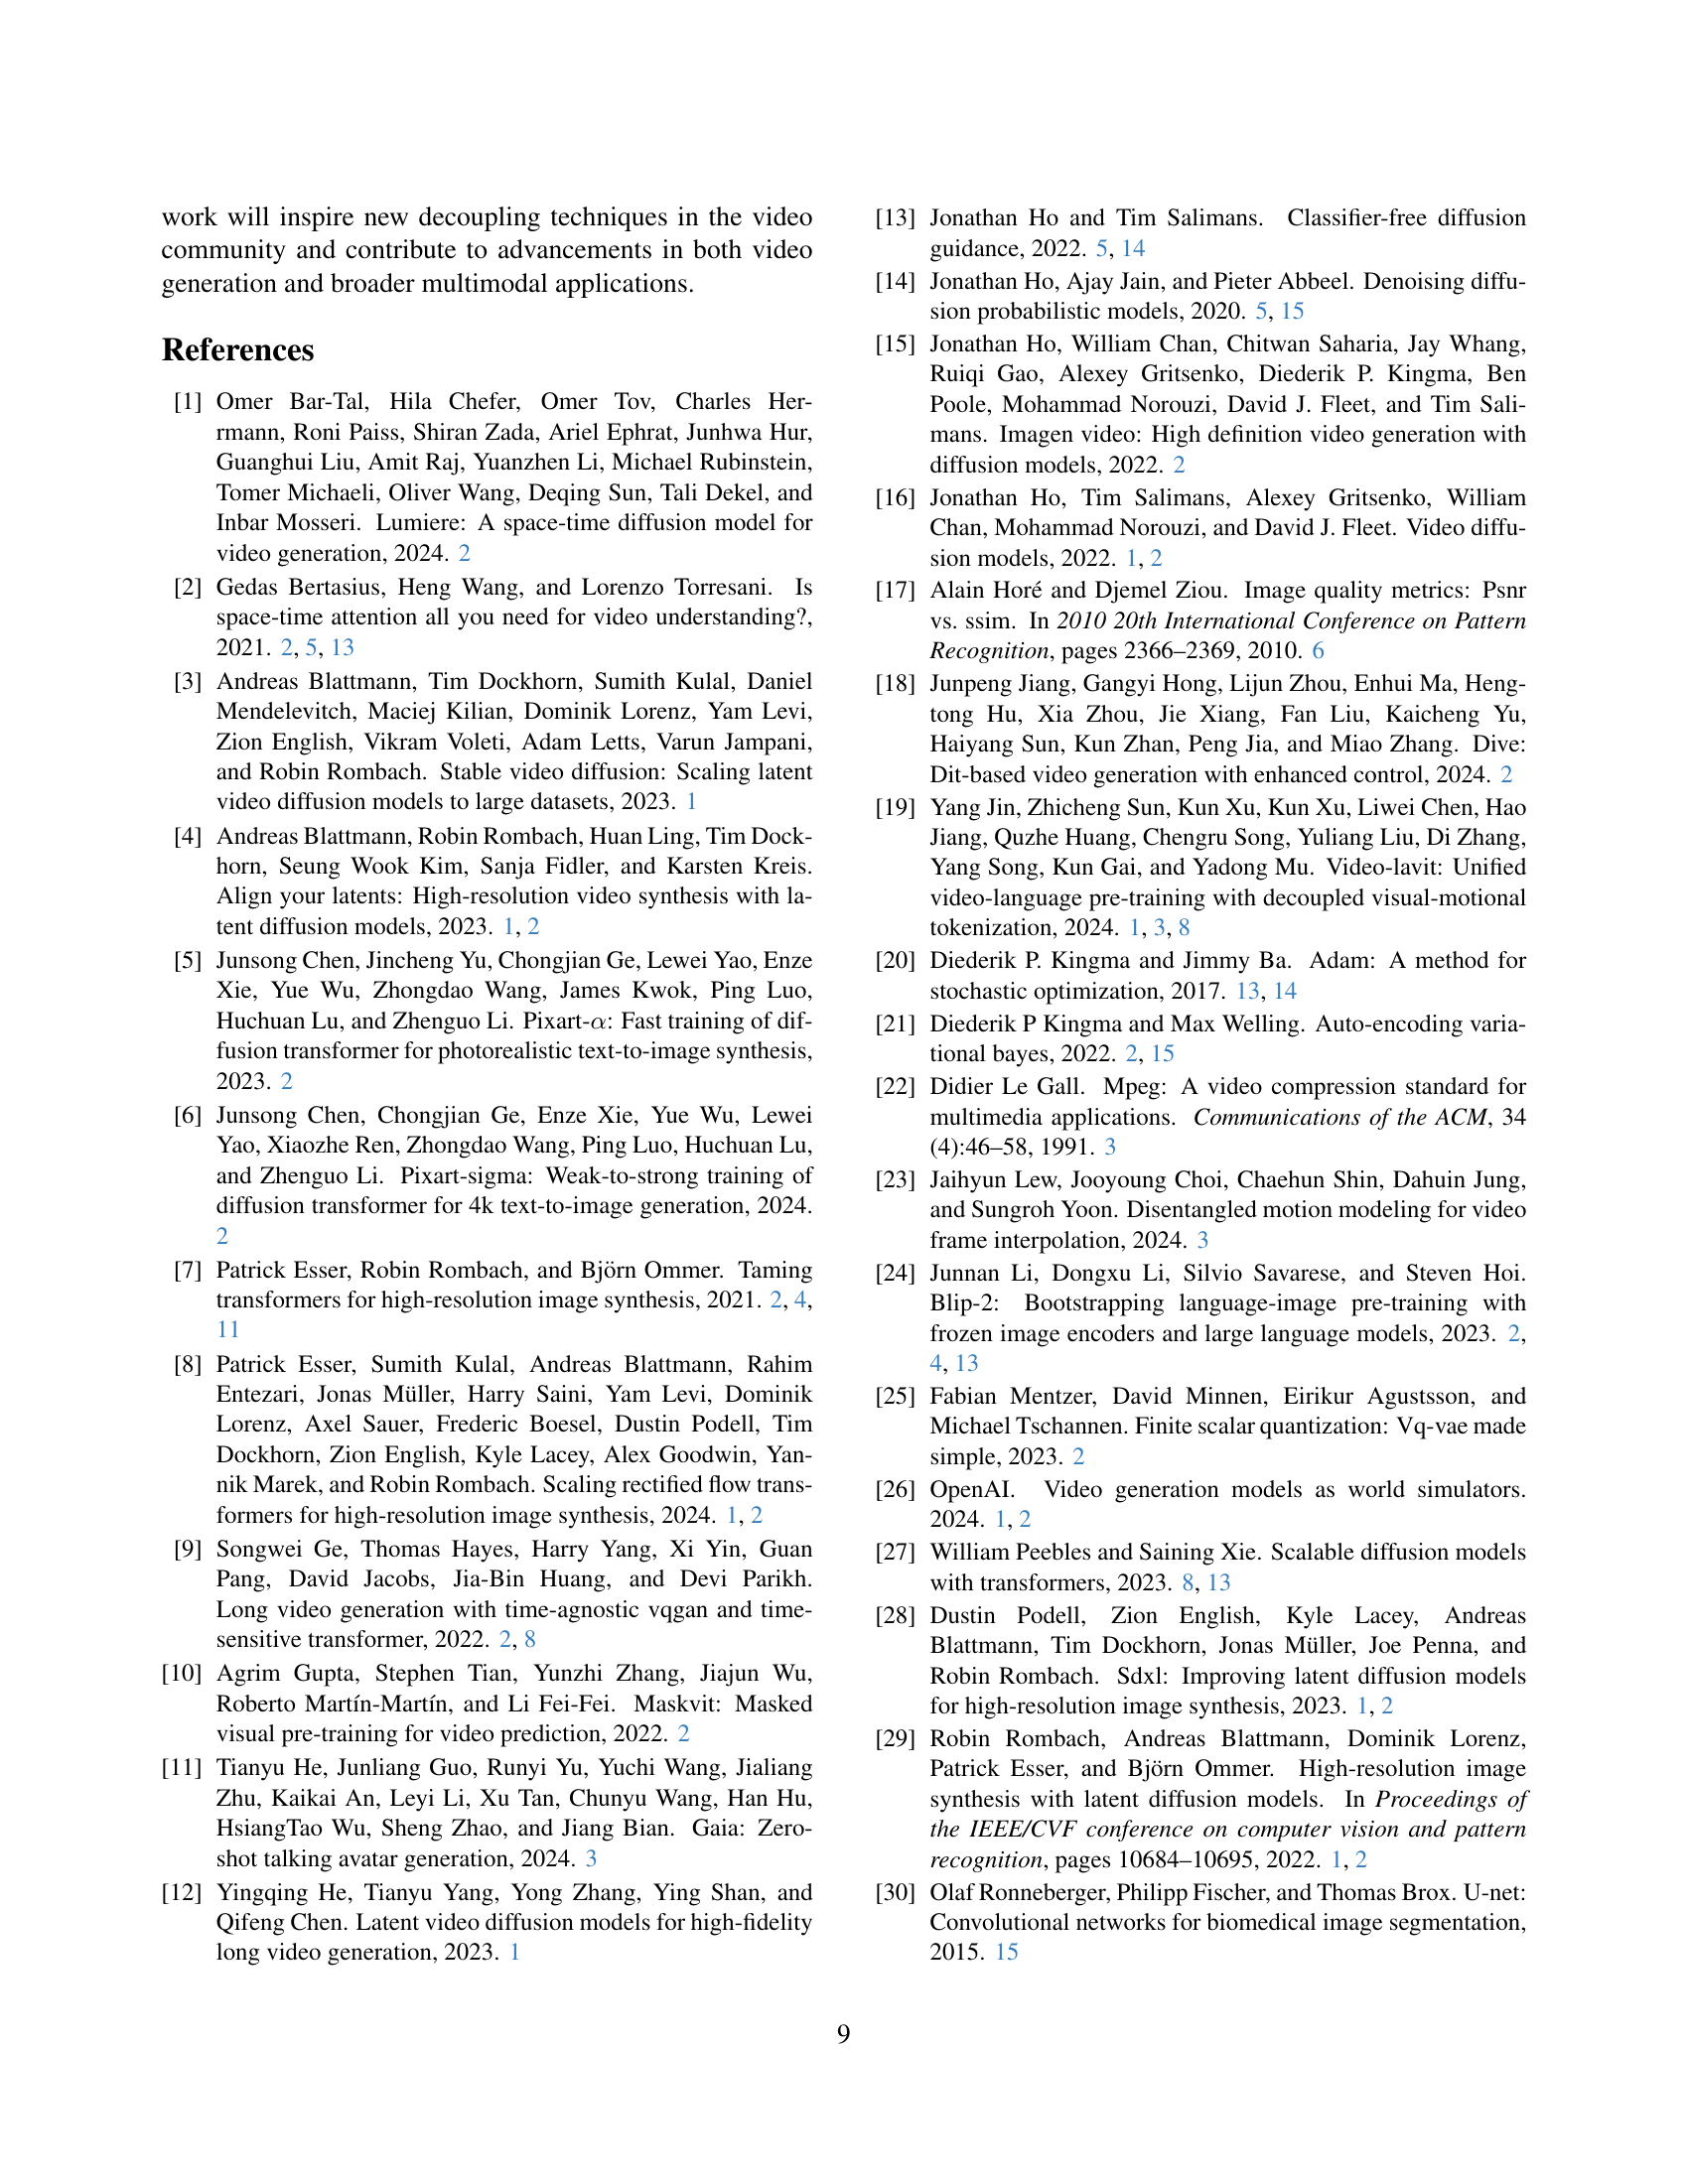 work will inspire new decoupling techniques in the video
community and contribute to advancements in both video
generation and broader multimodal applications.
References
[1] Omer Bar-Tal, Hila Chefer, Omer Tov, Charles Her-
rmann, Roni Paiss, Shiran Zada, Ariel Ephrat, Junhwa Hur,
Guanghui Liu, Amit Raj, Yuanzhen Li, Michael Rubinstein,
Tomer Michaeli, Oliver Wang, Deqing Sun, Tali Dekel, and
Inbar Mosseri. Lumiere: A space-time diffusion model for
video generation, 2024. 2
[2] Gedas Bertasius, Heng Wang, and Lorenzo Torresani. Is
space-time attention all you need for video understanding?,
2021. 2, 5, 13
[3] Andreas Blattmann, Tim Dockhorn, Sumith Kulal, Daniel
Mendelevitch, Maciej Kilian, Dominik Lorenz, Yam Levi,
Zion English, Vikram Voleti, Adam Letts, Varun Jampani,
and Robin Rombach. Stable video diffusion: Scaling latent
video diffusion models to large datasets, 2023. 1
[4] Andreas Blattmann, Robin Rombach, Huan Ling, Tim Dock-
horn, Seung Wook Kim, Sanja Fidler, and Karsten Kreis.
Align your latents: High-resolution video synthesis with la-
tent diffusion models, 2023. 1, 2
[5] Junsong Chen, Jincheng Yu, Chongjian Ge, Lewei Yao, Enze
Xie, Yue Wu, Zhongdao Wang, James Kwok, Ping Luo,
Huchuan Lu, and Zhenguo Li. Pixart-α: Fast training of dif-
fusion transformer for photorealistic text-to-image synthesis,
2023. 2
[6] Junsong Chen, Chongjian Ge, Enze Xie, Yue Wu, Lewei
Yao, Xiaozhe Ren, Zhongdao Wang, Ping Luo, Huchuan Lu,
and Zhenguo Li. Pixart-sigma: Weak-to-strong training of
diffusion transformer for 4k text-to-image generation, 2024.
2
[7] Patrick Esser, Robin Rombach, and Björn Ommer. Taming
transformers for high-resolution image synthesis, 2021. 2, 4,
11
[8] Patrick Esser, Sumith Kulal, Andreas Blattmann, Rahim
Entezari, Jonas Müller, Harry Saini, Yam Levi, Dominik
Lorenz, Axel Sauer, Frederic Boesel, Dustin Podell, Tim
Dockhorn, Zion English, Kyle Lacey, Alex Goodwin, Yan-
nik Marek, and Robin Rombach. Scaling rectified flow trans-
formers for high-resolution image synthesis, 2024. 1, 2
[9] Songwei Ge, Thomas Hayes, Harry Yang, Xi Yin, Guan
Pang, David Jacobs, Jia-Bin Huang, and Devi Parikh.
Long video generation with time-agnostic vqgan and time-
sensitive transformer, 2022. 2, 8
[10] Agrim Gupta, Stephen Tian, Yunzhi Zhang, Jiajun Wu,
Roberto Martín-Martín, and Li Fei-Fei. Maskvit: Masked
visual pre-training for video prediction, 2022. 2
[11] Tianyu He, Junliang Guo, Runyi Yu, Yuchi Wang, Jialiang
Zhu, Kaikai An, Leyi Li, Xu Tan, Chunyu Wang, Han Hu,
HsiangTao Wu, Sheng Zhao, and Jiang Bian. Gaia: Zero-
shot talking avatar generation, 2024. 3
[12] Yingqing He, Tianyu Yang, Yong Zhang, Ying Shan, and
Qifeng Chen. Latent video diffusion models for high-fidelity
long video generation, 2023. 1
[13] Jonathan Ho and Tim Salimans. Classifier-free diffusion
guidance, 2022. 5, 14
[14] Jonathan Ho, Ajay Jain, and Pieter Abbeel. Denoising diffu-
sion probabilistic models, 2020. 5, 15
[15] Jonathan Ho, William Chan, Chitwan Saharia, Jay Whang,
Ruiqi Gao, Alexey Gritsenko, Diederik P. Kingma, Ben
Poole, Mohammad Norouzi, David J. Fleet, and Tim Sali-
mans. Imagen video: High definition video generation with
diffusion models, 2022. 2
[16] Jonathan Ho, Tim Salimans, Alexey Gritsenko, William
Chan, Mohammad Norouzi, and David J. Fleet. Video diffu-
sion models, 2022. 1, 2
[17] Alain Horé and Djemel Ziou. Image quality metrics: Psnr
vs. ssim. In 2010 20th International Conference on Pattern
Recognition, pages 2366–2369, 2010. 6
[18] Junpeng Jiang, Gangyi Hong, Lijun Zhou, Enhui Ma, Heng-
tong Hu, Xia Zhou, Jie Xiang, Fan Liu, Kaicheng Yu,
Haiyang Sun, Kun Zhan, Peng Jia, and Miao Zhang. Dive:
Dit-based video generation with enhanced control, 2024. 2
[19] Yang Jin, Zhicheng Sun, Kun Xu, Kun Xu, Liwei Chen, Hao
Jiang, Quzhe Huang, Chengru Song, Yuliang Liu, Di Zhang,
Yang Song, Kun Gai, and Yadong Mu. Video-lavit: Unified
video-language pre-training with decoupled visual-motional
tokenization, 2024. 1, 3, 8
[20] Diederik P. Kingma and Jimmy Ba. Adam: A method for
stochastic optimization, 2017. 13, 14
[21] Diederik P Kingma and Max Welling. Auto-encoding varia-
tional bayes, 2022. 2, 15
[22] Didier Le Gall. Mpeg: A video compression standard for
multimedia applications. Communications of the ACM, 34
(4):46–58, 1991. 3
[23] Jaihyun Lew, Jooyoung Choi, Chaehun Shin, Dahuin Jung,
and Sungroh Yoon. Disentangled motion modeling for video
frame interpolation, 2024. 3
[24] Junnan Li, Dongxu Li, Silvio Savarese, and Steven Hoi.
Blip-2: Bootstrapping language-image pre-training with
frozen image encoders and large language models, 2023. 2,
4, 13
[25] Fabian Mentzer, David Minnen, Eirikur Agustsson, and
Michael Tschannen. Finite scalar quantization: Vq-vae made
simple, 2023. 2
[26] OpenAI. Video generation models as world simulators.
2024. 1, 2
[27] William Peebles and Saining Xie. Scalable diffusion models
with transformers, 2023. 8, 13
[28] Dustin Podell, Zion English, Kyle Lacey, Andreas
Blattmann, Tim Dockhorn, Jonas Müller, Joe Penna, and
Robin Rombach. Sdxl: Improving latent diffusion models
for high-resolution image synthesis, 2023. 1, 2
[29] Robin Rombach, Andreas Blattmann, Dominik Lorenz,
Patrick Esser, and Björn Ommer. High-resolution image
synthesis with latent diffusion models. In Proceedings of
the IEEE/CVF conference on computer vision and pattern
recognition, pages 10684–10695, 2022. 1, 2
[30] Olaf Ronneberger, Philipp Fischer, and Thomas Brox. U-net:
Convolutional networks for biomedical image segmentation,
2015. 15
9